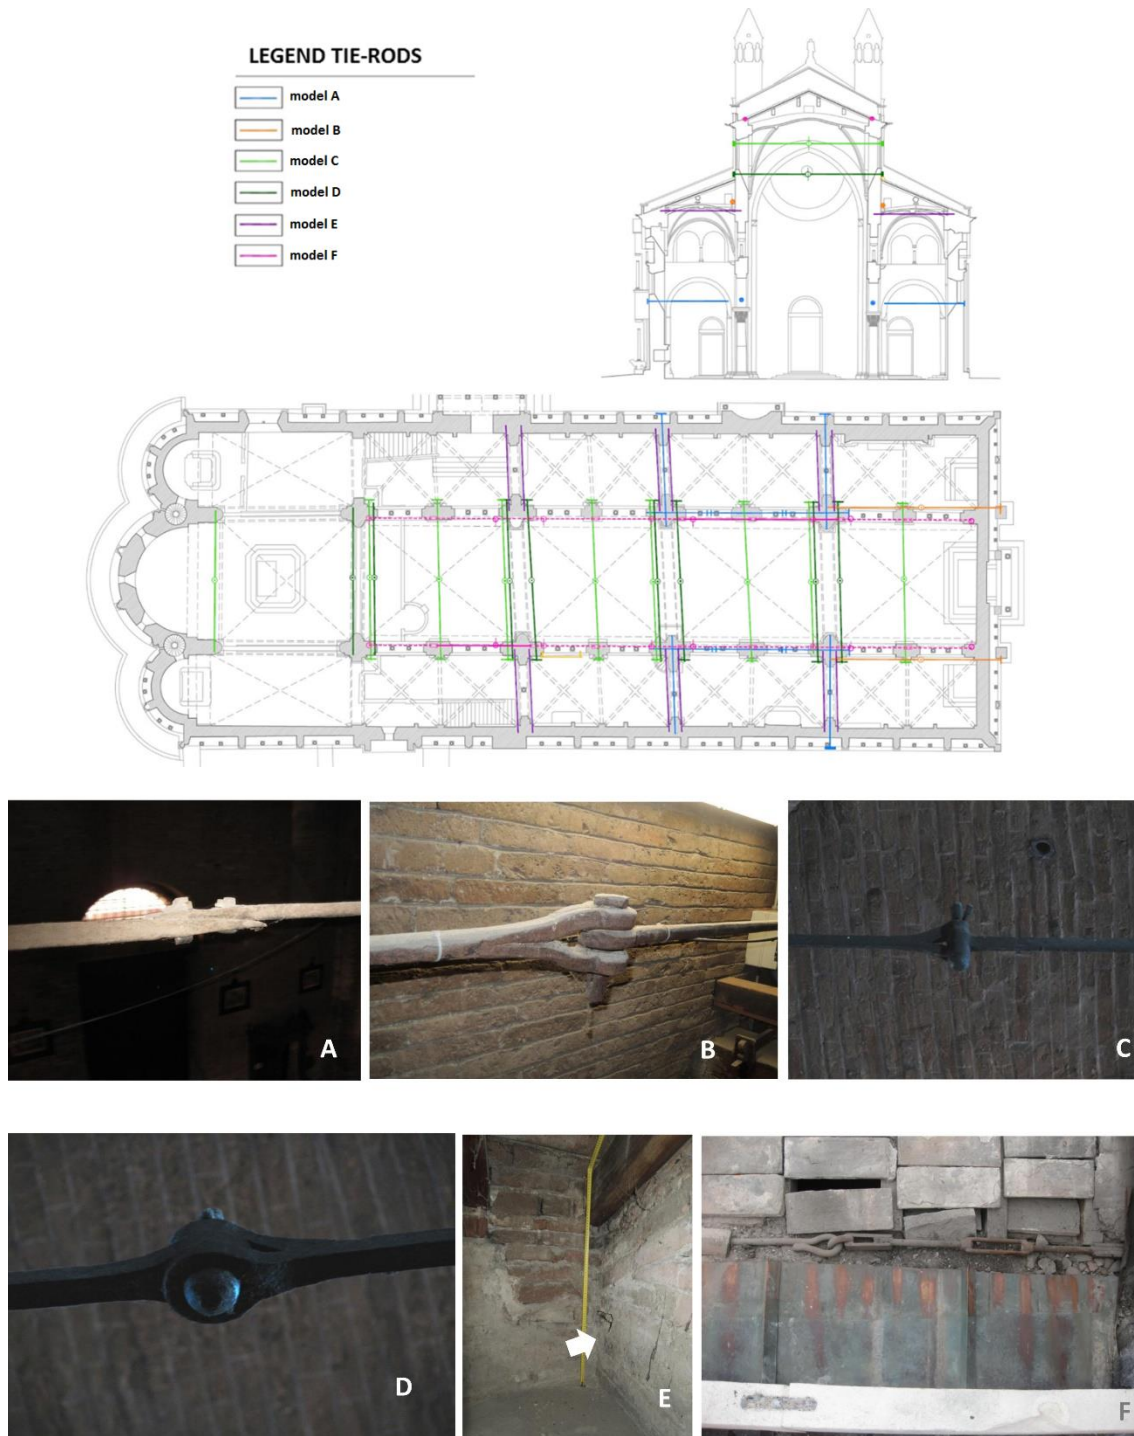 LEGEND TIE-RODS
model A
model B
model C
model D
model E
model F
A
B
C
D
E
F